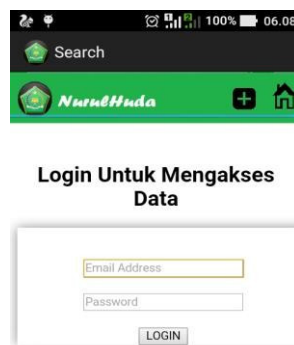 100% 06.08
Search
NurulHuda
Login Untuk Mengakses
Data
Email Address
Password
LOGIN